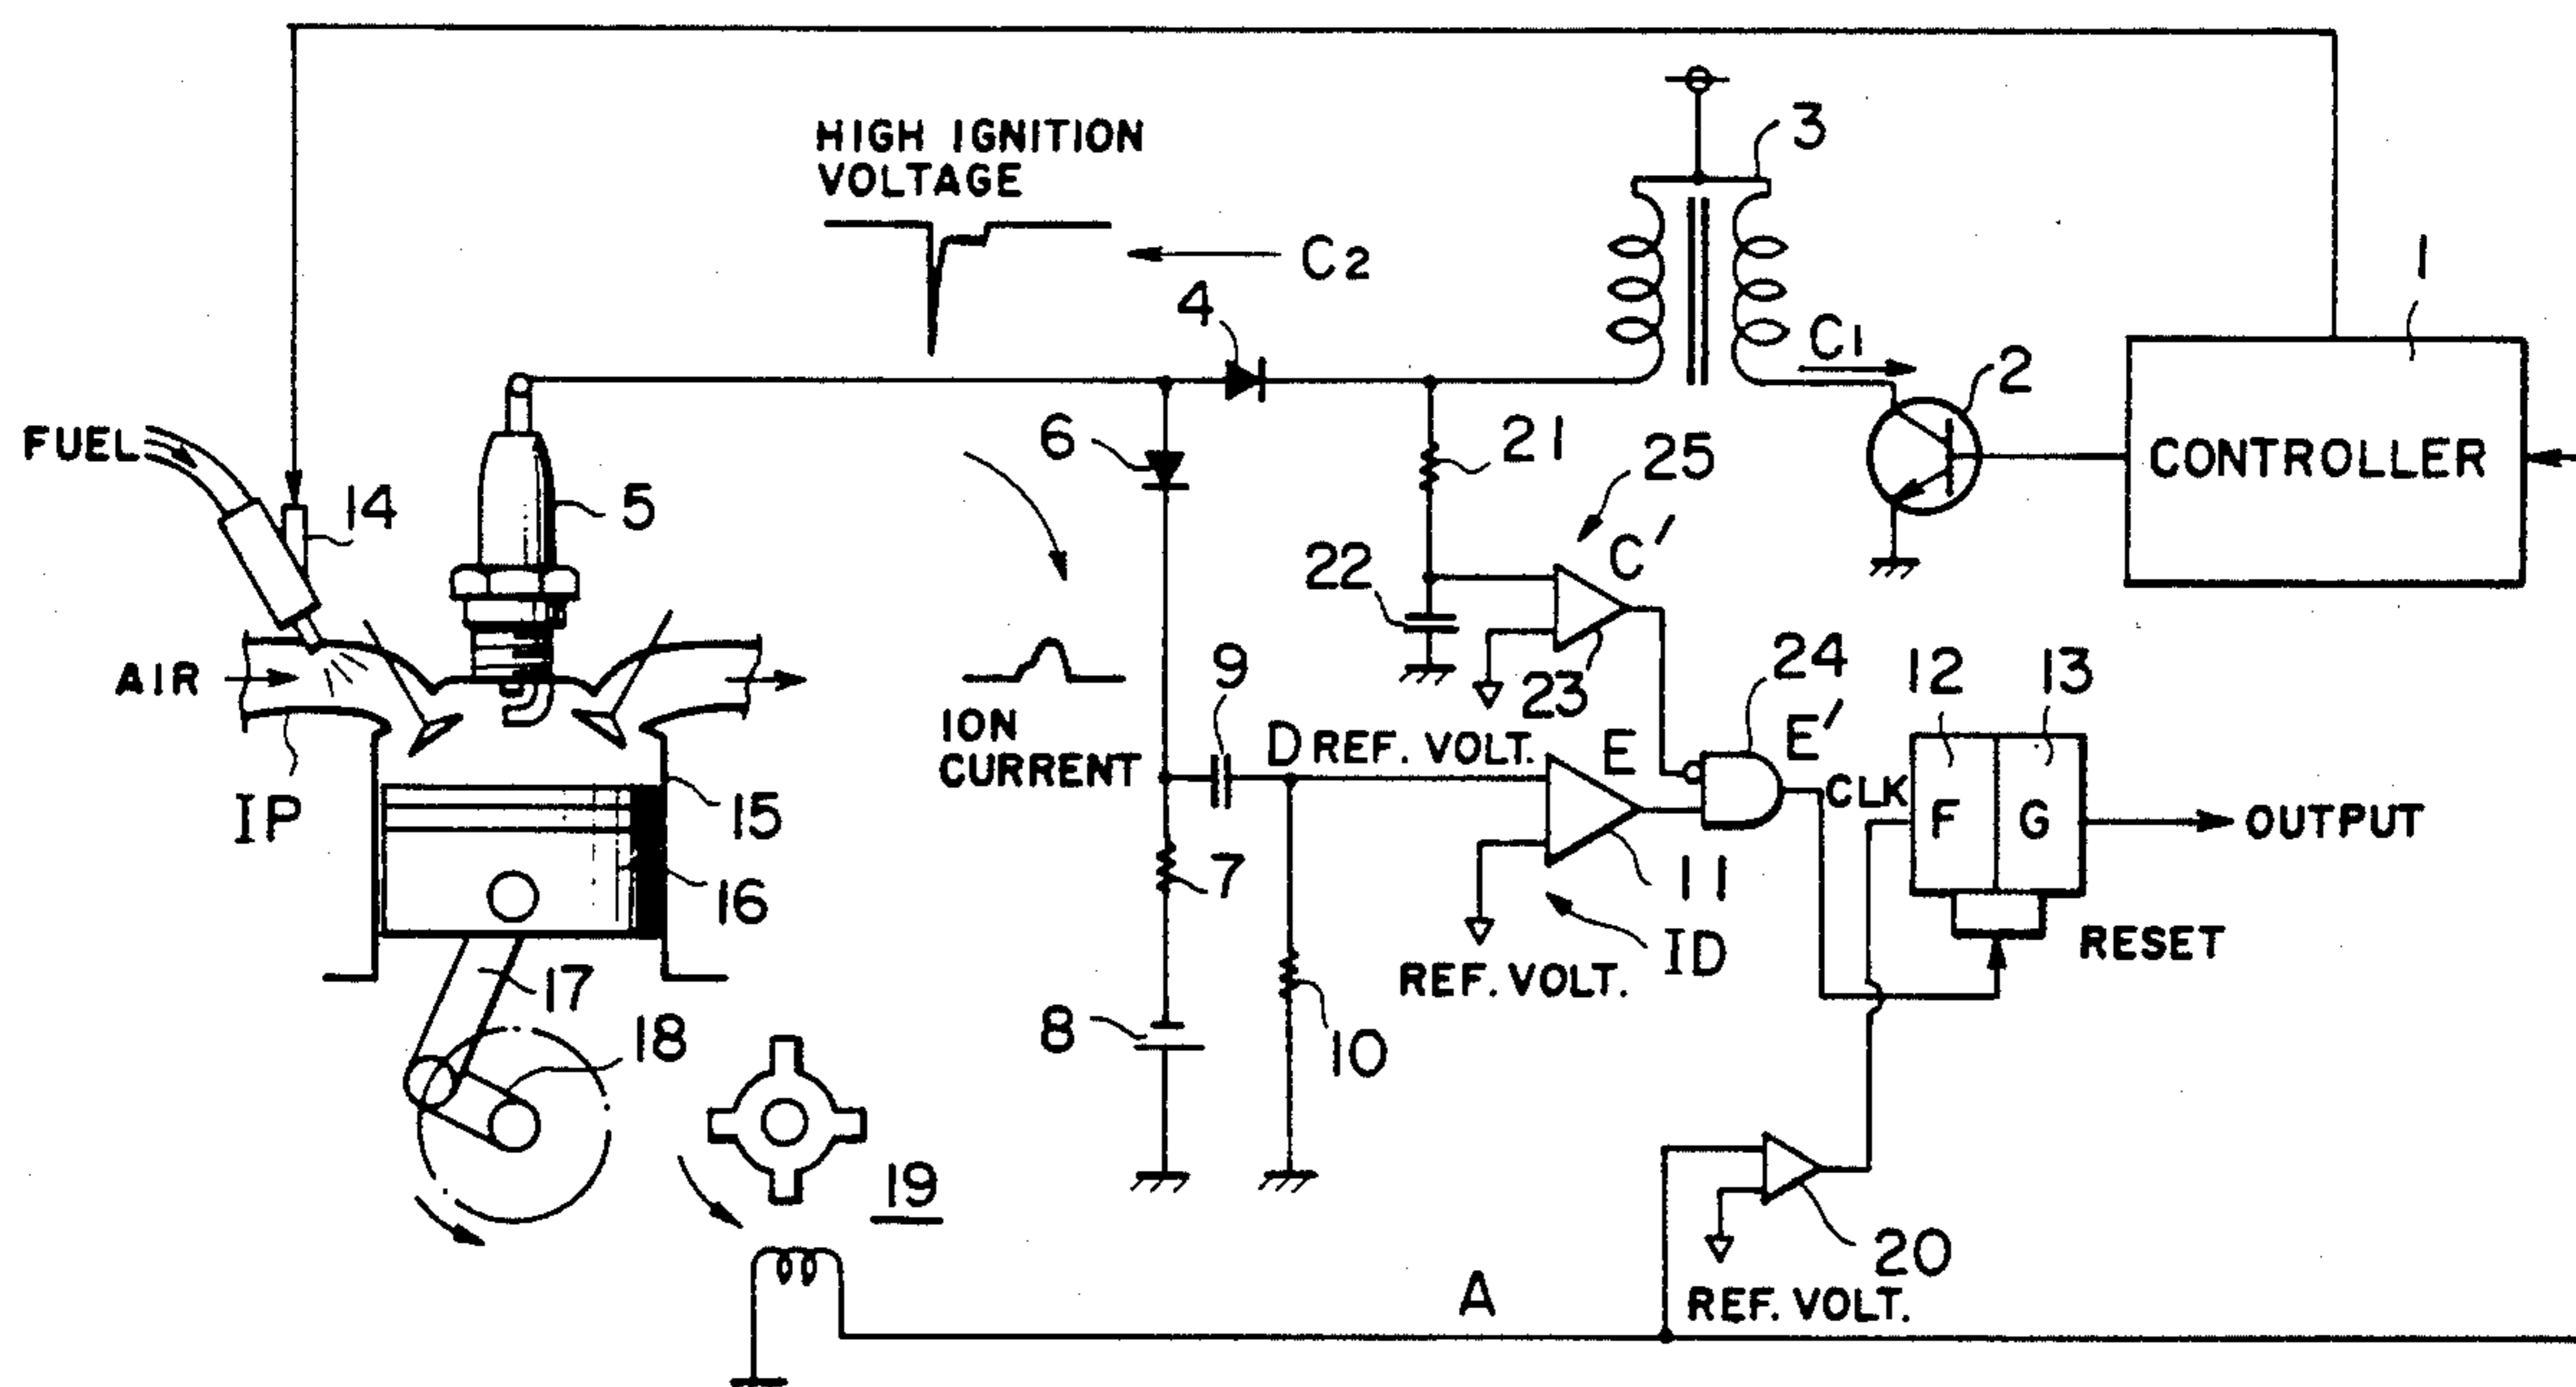 HIGH IGNITION
VOLTAGE
C2
3
1
4
C1
2
CONTROLLER
FUEL
14
5
6
21
25
C'
22
23
24
AIR
IP
ION
CURRENT
9
D REF. VOLT.
E
E'
CLK
12
13
F
G
OUTPUT
RESET
15
16
7
11
ID
REF. VOLT.
17
18
8
10
19
20
A
REF. VOLT.